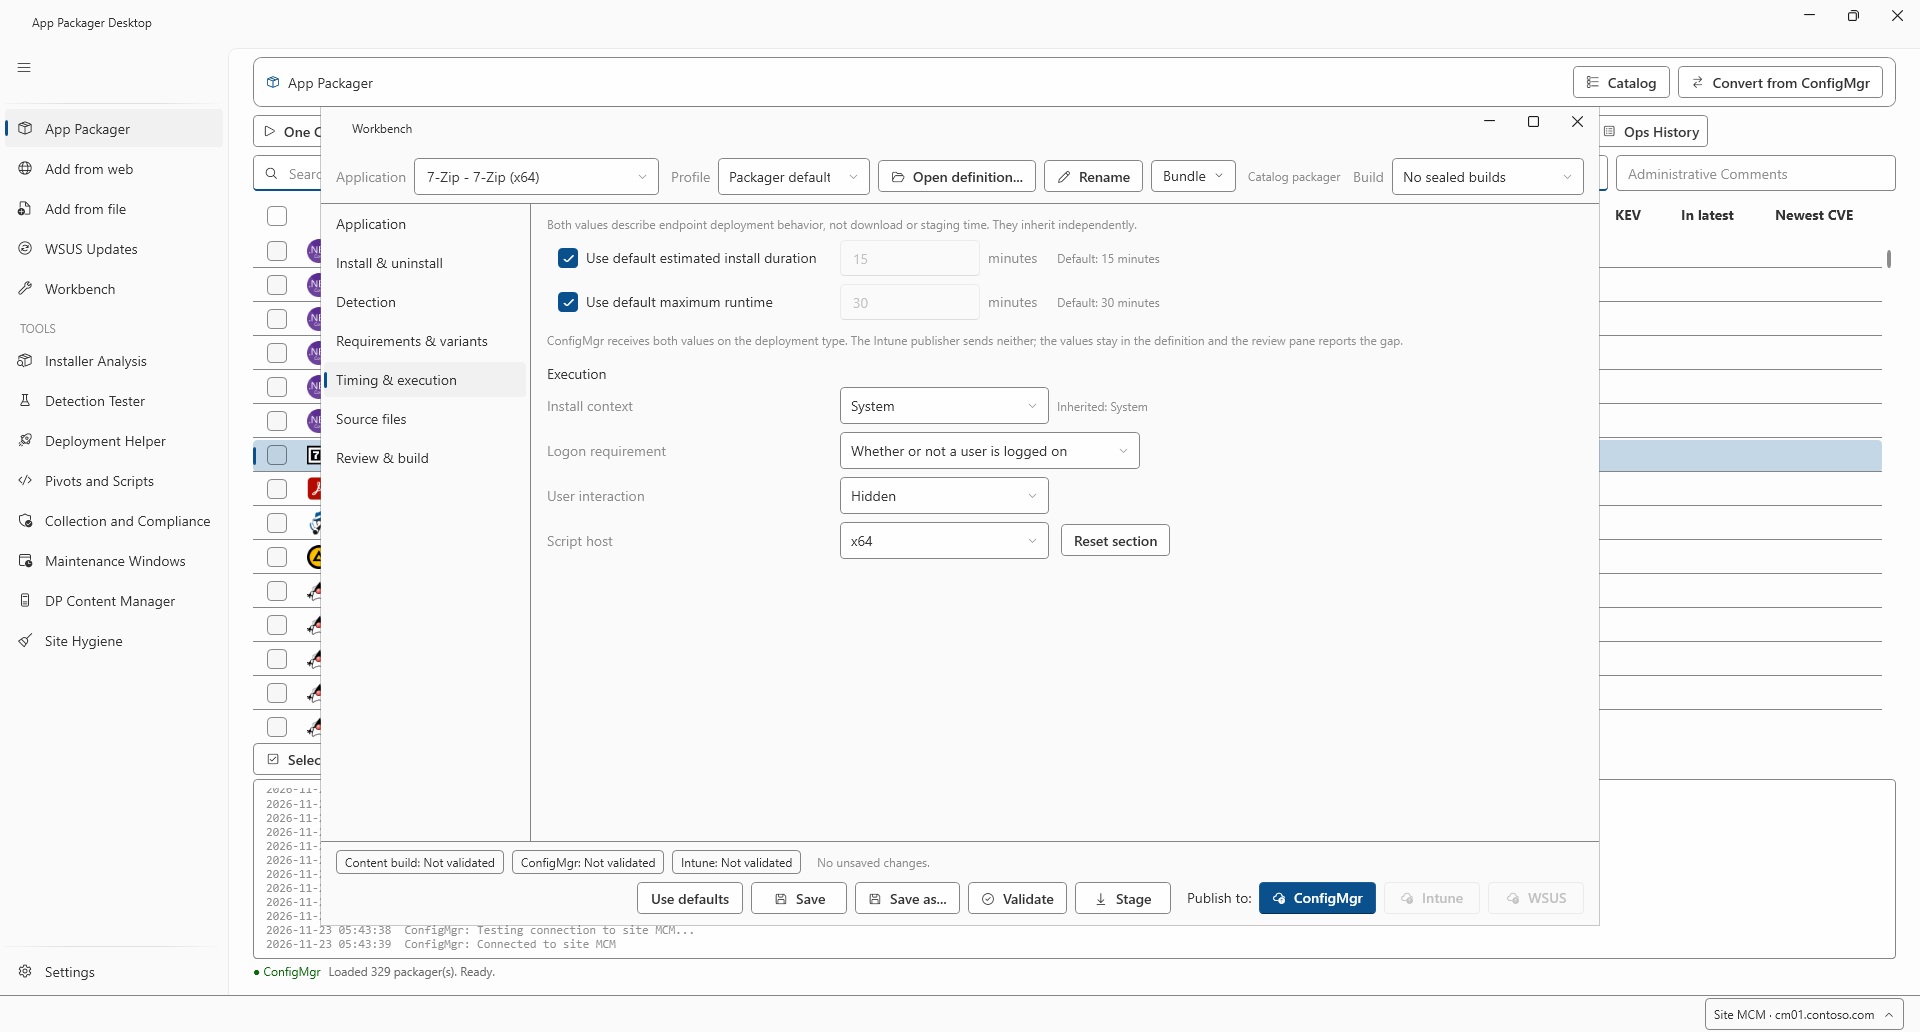 App Packager Desktop
App Packager
Add from web
Add from file
WSUS Updates
Workbench
TOOLS
Installer Analysis
Detection Tester
Deployment Helper
Pivots and Scripts
Collection and Compliance
Maintenance Windows
DP Content Manager
Site Hygiene
Settings
App Packager
Catalog
Convert from ConfigMgr
One
Ops History
Administrative Comments
KEV In latest Newest CVE
Workbench
Application 7-Zip - 7-Zip (x64) Profile Packager default Open definition... Rename Bundle Catalog packager Build No sealed builds
Application
Install & uninstall
Detection
Requirements & variants
Timing & execution
Source files
Review & build
Both values describe endpoint deployment behavior, not download or staging time. They inherit independently.
Use default estimated install duration 15 minutes Default: 15 minutes
Use default maximum runtime 30 minutes Default: 30 minutes
ConfigMgr receives both values on the deployment type. The Intune publisher sends neither; the values stay in the definition and the review pane reports the gap.
Execution
Install context System Inherited: System
Logon requirement Whether or not a user is logged on
User interaction Hidden
Script host x64 Reset section
Content build: Not validated ConfigMgr: Not validated Intune: Not validated No unsaved changes.
Use defaults Save Save as... Validate Stage Publish to: ConfigMgr Intune WSUS
2026-11-23 05:43:38 ConfigMgr: Testing connection to site MCM...
2026-11-23 05:43:39 ConfigMgr: Connected to site MCM
ConfigMgr Loaded 329 packager(s). Ready.
Site MCM · cm01.contoso.com